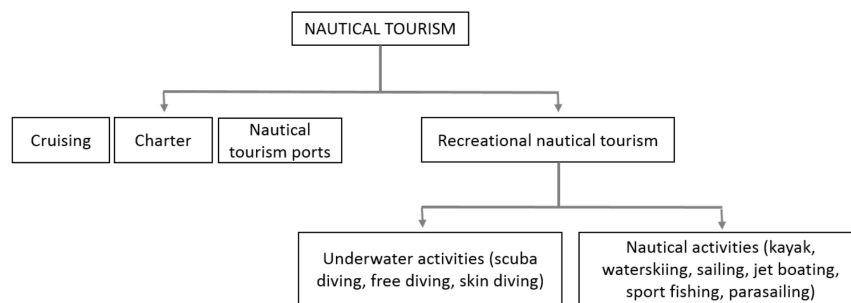 NAUTICAL TOURISM
Cruising
Charter
Nautical
tourism ports
Recreational nautical tourism
Underwater activities (scuba
diving, free diving, skin diving)
Nautical activities (kayak,
waterskiing, sailing, jet boating,
sport fishing, parasailing)